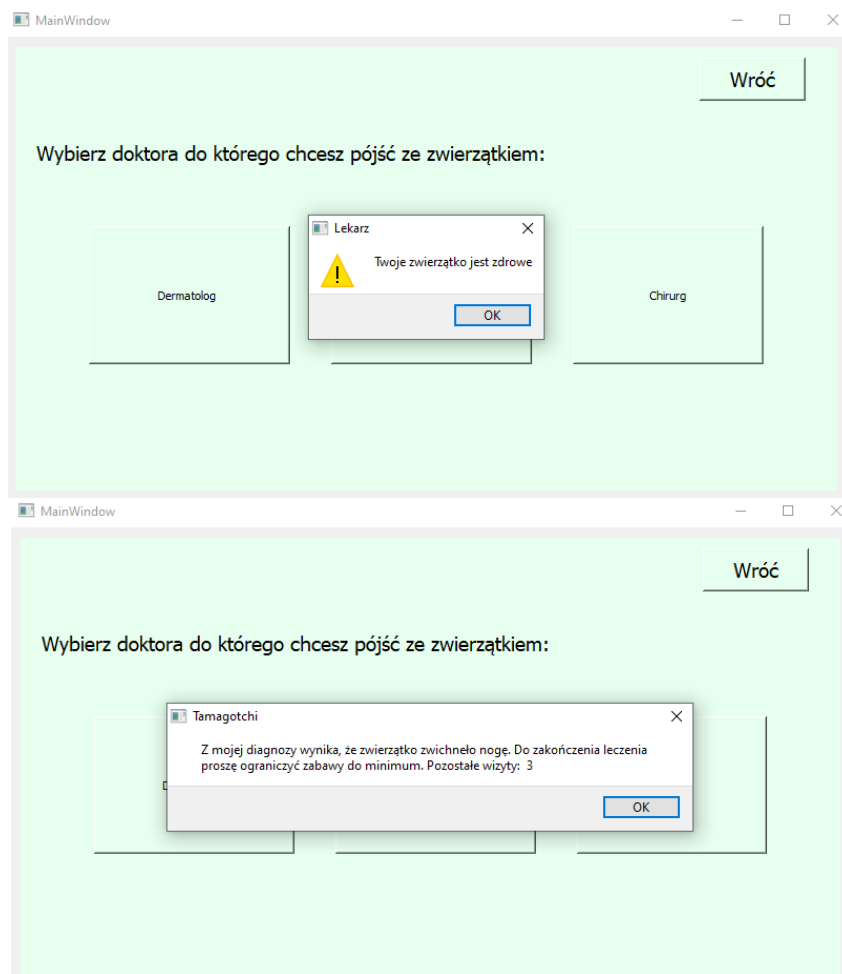 MainWindow
Wróć
Wybierz doktora do którego chcesz pójść ze zwierzątkiem:
Lekarz
Twoje zwierzątko jest zdrowe
OK
Dermatolog
Chirurg
MainWindow
Wróć
Wybierz doktora do którego chcesz pójść ze zwierzątkiem:
Tamagotchi
Z mojej diagnozy wynika, że zwierzątko zwichneło nogę. Do zakończenia leczenia
proszę ograniczyć zabawy do minimum. Pozostałe wizyty: 3
OK